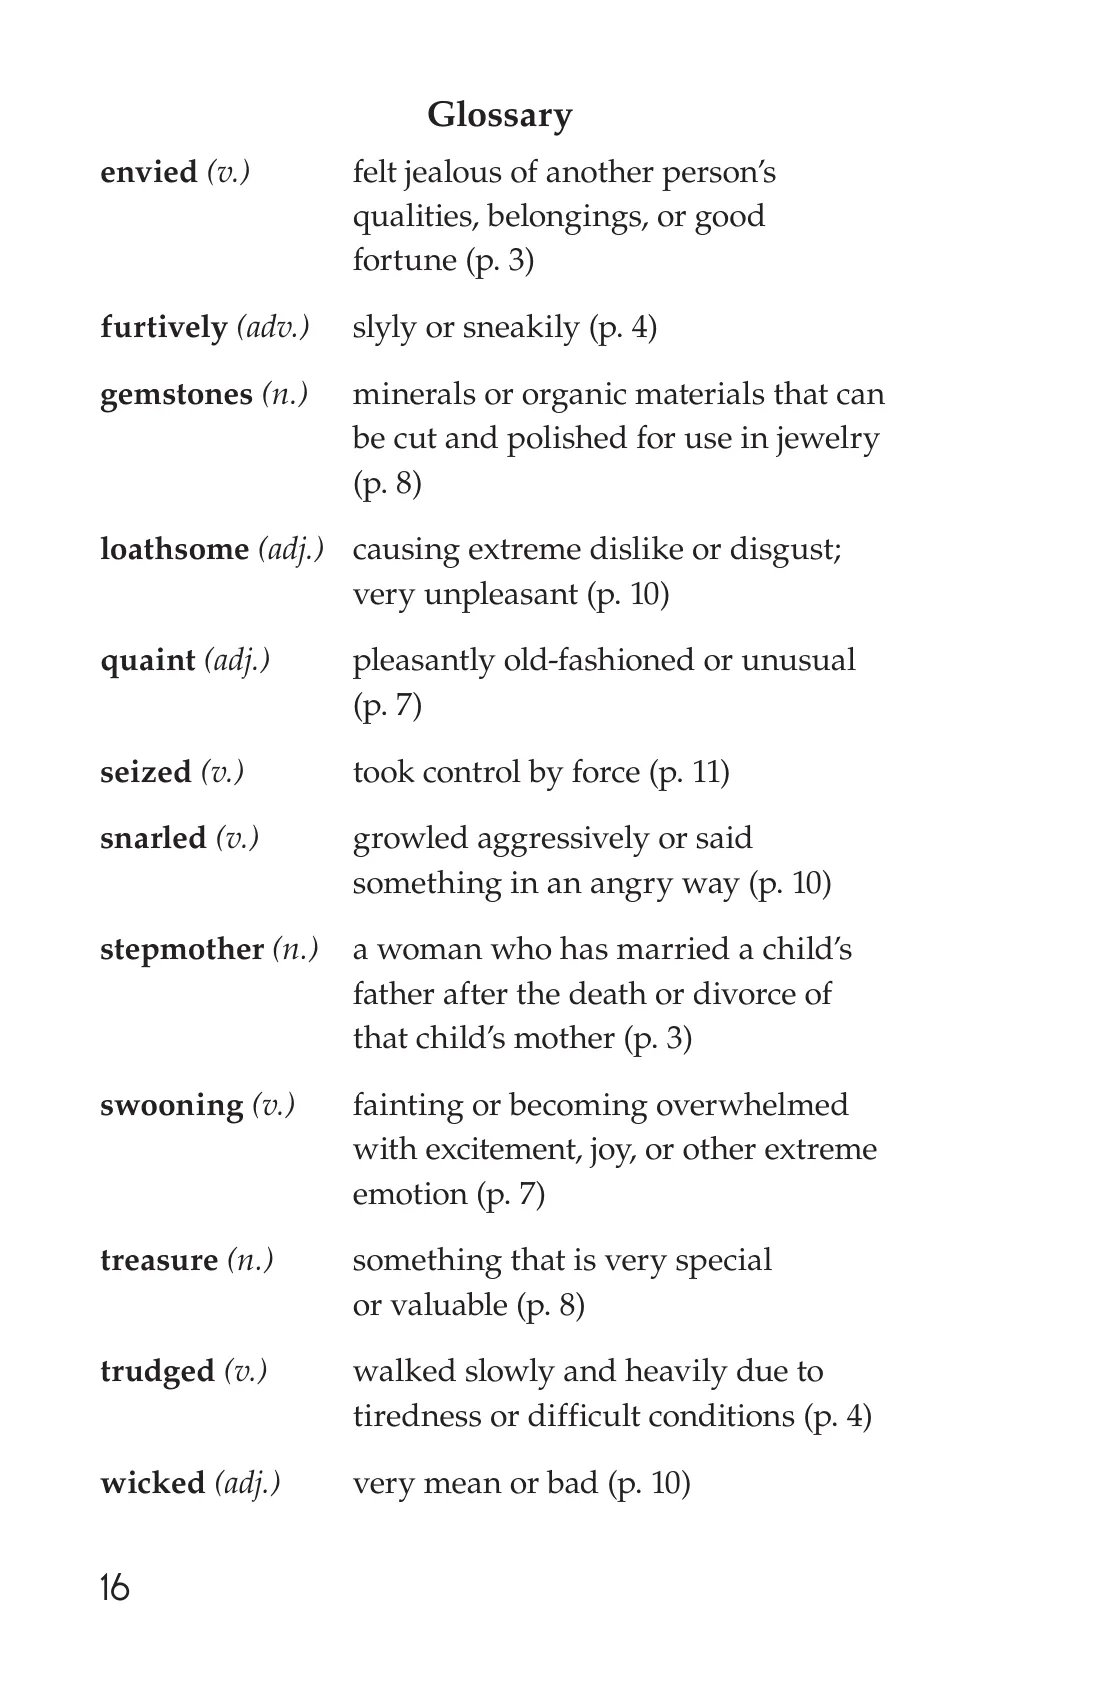 Glossary
envied (v.) felt jealous of another person’s
qualities, belongings, or good
fortune (p. 3)
furtively (adv.) slyly or sneakily (p. 4)
gemstones (n.) minerals or organic materials that can
be cut and polished for use in jewelry
(p. 8)
loathsome (adj.) causing extreme dislike or disgust;
very unpleasant (p. 10)
quaint (adj.) pleasantly old-fashioned or unusual
(p. 7)
seized (v.) took control by force (p. 11)
snarled (v.) growled aggressively or said
something in an angry way (p. 10)
stepmother (n.) a woman who has married a child’s
father after the death or divorce of
that child’s mother (p. 3)
swooning (v.) fainting or becoming overwhelmed
with excitement, joy, or other extreme
emotion (p. 7)
treasure (n.) something that is very special
or valuable (p. 8)
trudged (v.) walked slowly and heavily due to
tiredness or difficult conditions (p. 4)
wicked (adj.) very mean or bad (p. 10)
16